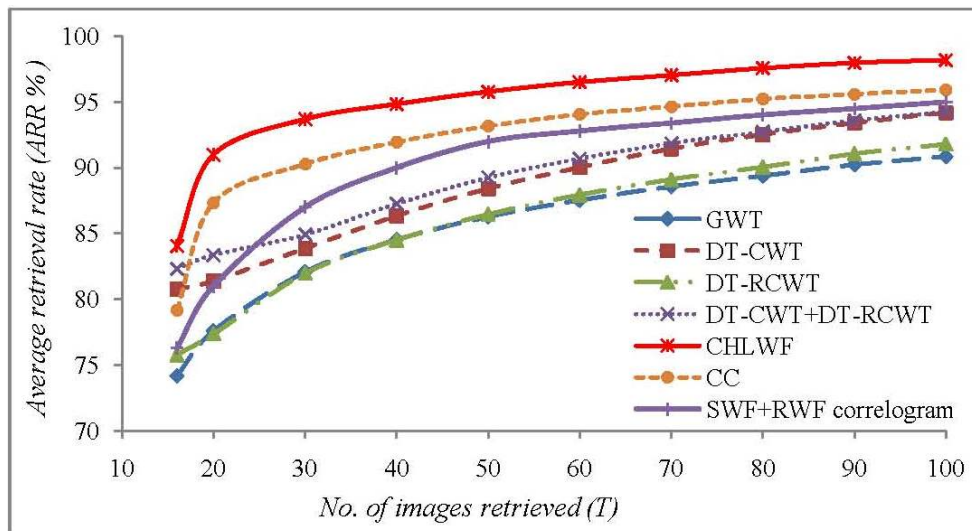 100
95
90
85
80
75
70
Average retrieval rate (ARR %)
GWT
DT-CWT
DT-RCWT
DT-CWT+DT-RCWT
CHLWF
CC
SWF+RWF correlogram
10 20 30 40 50 60 70 80 90 100
No. of images retrieved (T)